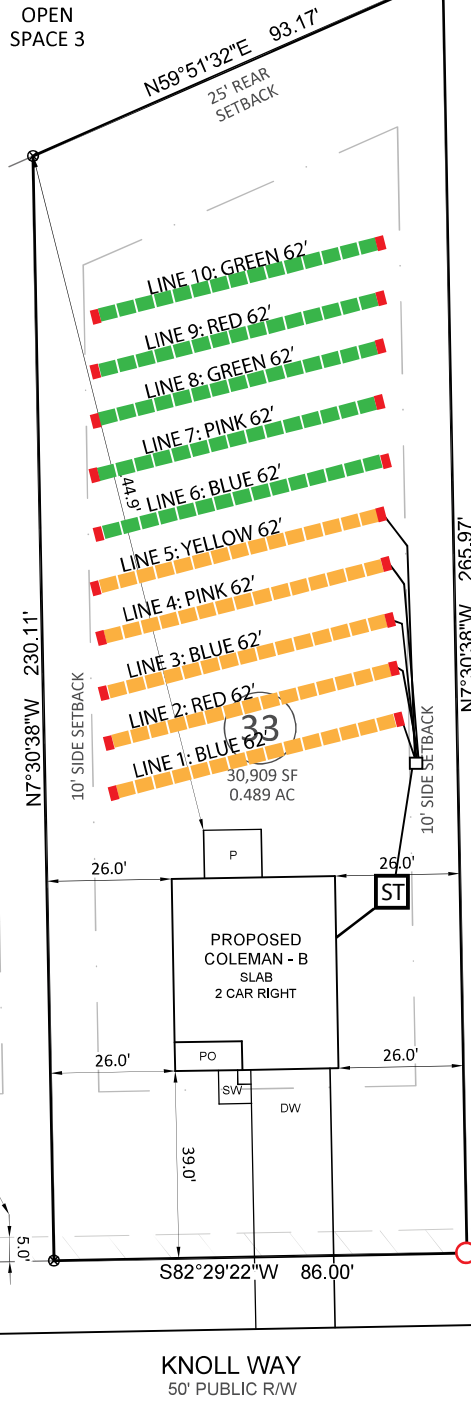 OPEN
SPACE 3
N59°51'32"E 93.17'
25' REAR
SETBACK
LINE 10: GREEN 62'
LINE 9: RED 62'
LINE 8: GREEN 62'
LINE 7: PINK 62'
44.9'
LINE 6: BLUE 62'
LINE 5: YELLOW 62'
LINE 4: PINK 62'
LINE 3: BLUE 62'
LINE 2: RED 62'
LINE 1: BLUE 62'
33
30,909 SF
0.489 AC
N7°30'38"W 230.11'
N7°30'38"W 265.97'
10' SIDE SETBACK
10' SIDE SETBACK
P
26.0'
26.0'
ST
PROPOSED
COLEMAN - B
SLAB
2 CAR RIGHT
PO
26.0'
26.0'
SW
DW
39.0'
5.0'
S82°29'22"W 86.00'
KNOLL WAY
50' PUBLIC R/W